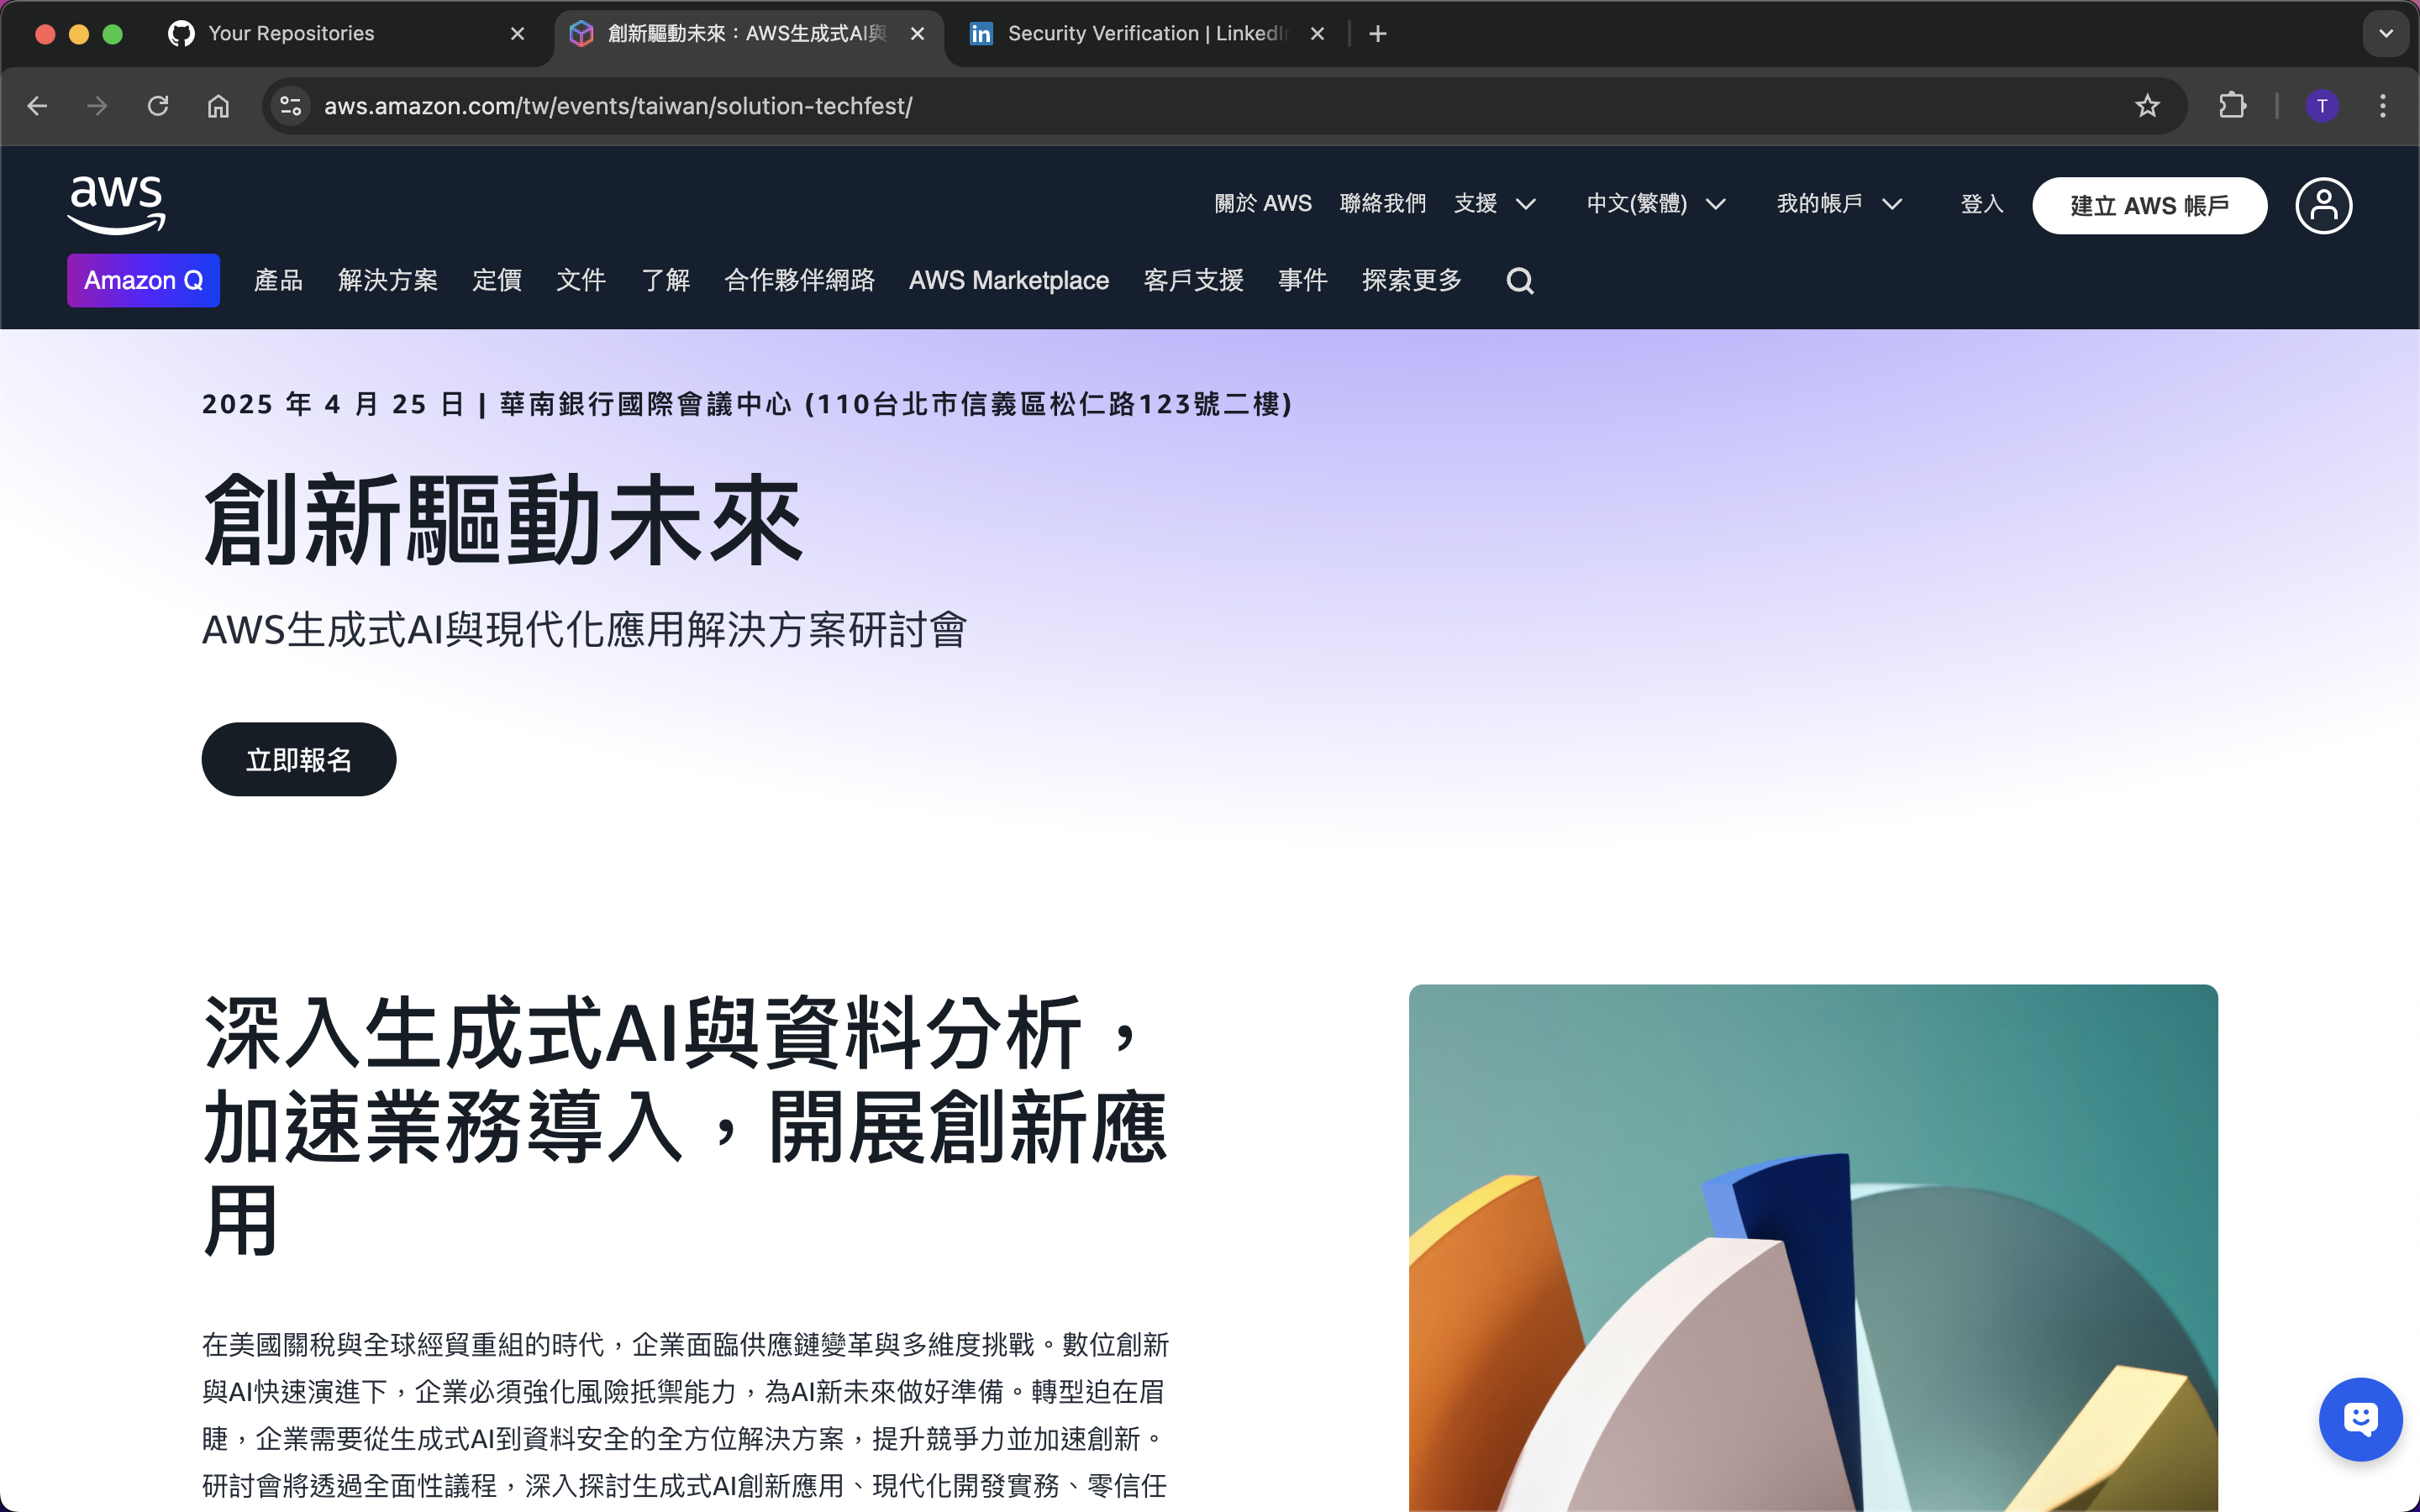 Your Repositories
創新驅動未來：AWS生成式AI與
Security Verification | LinkedIn
aws.amazon.com/tw/events/taiwan/solution-techfest/
T
aws
關於 AWS 聯絡我們 支援 中文(繁體) 我的帳戶 登入 建立 AWS 帳戶
Amazon Q 產品 解決方案 定價 文件 了解 合作夥伴網路 AWS Marketplace 客戶支援 事件 探索更多
2025 年 4 月 25 日 | 華南銀行國際會議中心 (110台北市信義區松仁路123號二樓)
創新驅動未來
AWS生成式AI與現代化應用解決方案研討會
立即報名
深入生成式AI與資料分析，
加速業務導入，開展創新應
用
在美國關稅與全球經貿重組的時代，企業面臨供應鏈變革與多維度挑戰。數位創新
與AI快速演進下，企業必須強化風險抵禦能力，為AI新未來做好準備。轉型迫在眉
睫，企業需要從生成式AI到資料安全的全方位解決方案，提升競爭力並加速創新。
研討會將透過全面性議程，深入探討生成式AI創新應用、現代化開發實務、零信任